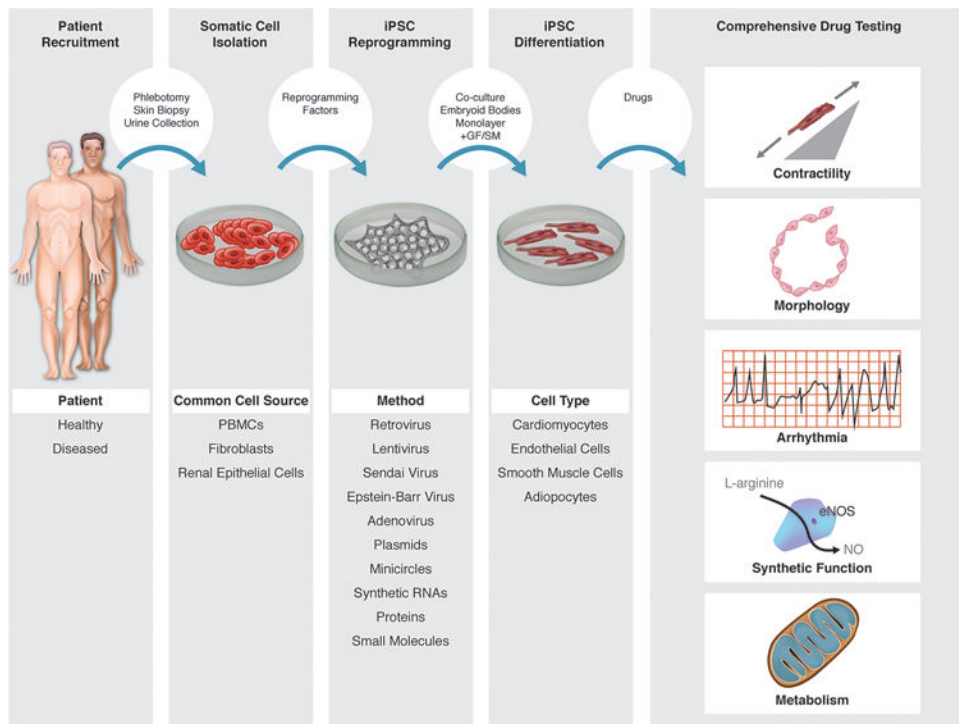 Patient
Recruitment
Somatic Cell
Isolation
iPSC
Reprogramming
iPSC
Differentiation
Comprehensive Drug Testing
Phlebotomy
Skin Biopsy
Urine Collection
Reprogramming
Factors
Co-culture
Embryoid Bodies
Monolayer
+GF/SM
Drugs
Contractility
Morphology
Arrhythmia
L-arginine
eNOS
NO
Synthetic Function
Metabolism
Patient
Healthy
Diseased
Common Cell Source
PBMCs
Fibroblasts
Renal Epithelial Cells
Method
Retrovirus
Lentivirus
Sendai Virus
Epstein-Barr Virus
Adenovirus
Plasmids
Minicircles
Synthetic RNAs
Proteins
Small Molecules
Cell Type
Cardiomyocytes
Endothelial Cells
Smooth Muscle Cells
Adiopocytes